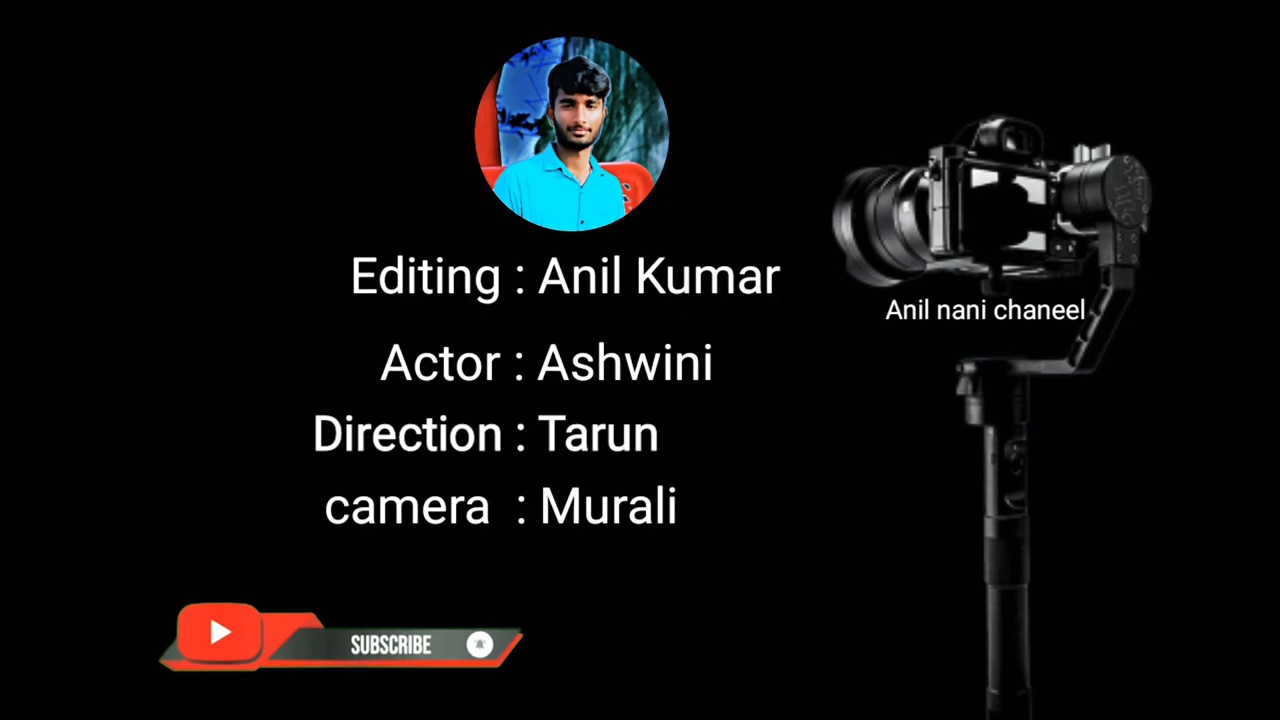 Editing : Anil Kumar
Anil nani chaneel
Actor : Ashwini
Direction : Tarun
camera : Murali
SUBSCRIBE